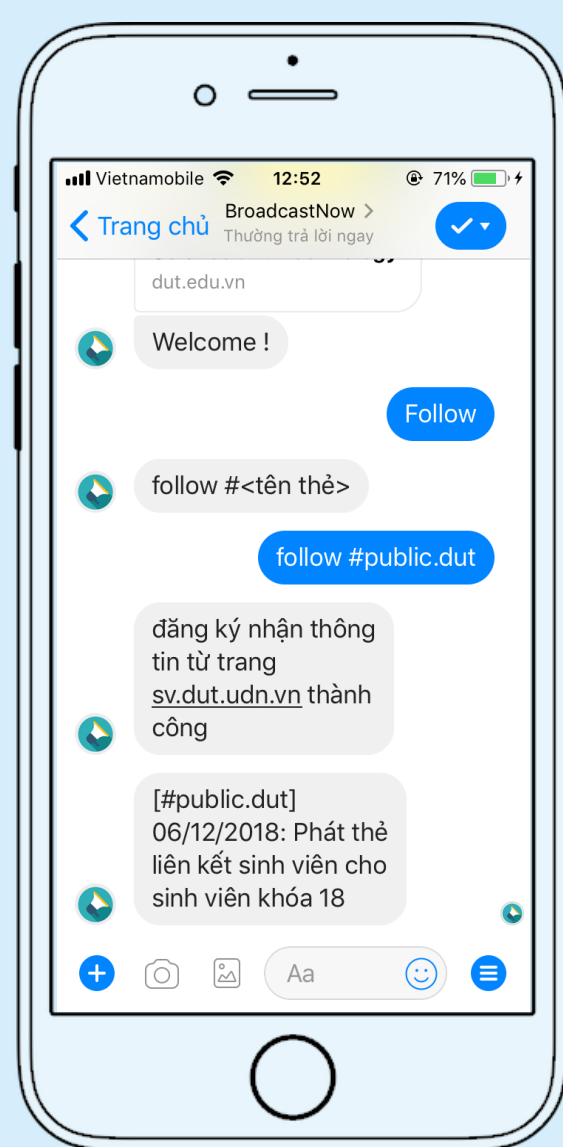 Vietnamobile 12:52 71%
Trang chủ BroadcastNow
Thường trả lời ngay
dut.edu.vn
Welcome !
Follow
follow #<tên thẻ>
follow #public.dut
đăng ký nhận thông
tin từ trang
sv.dut.udn.vn thành
công
[#public.dut]
06/12/2018: Phát thẻ
liên kết sinh viên cho
sinh viên khóa 18
Aa